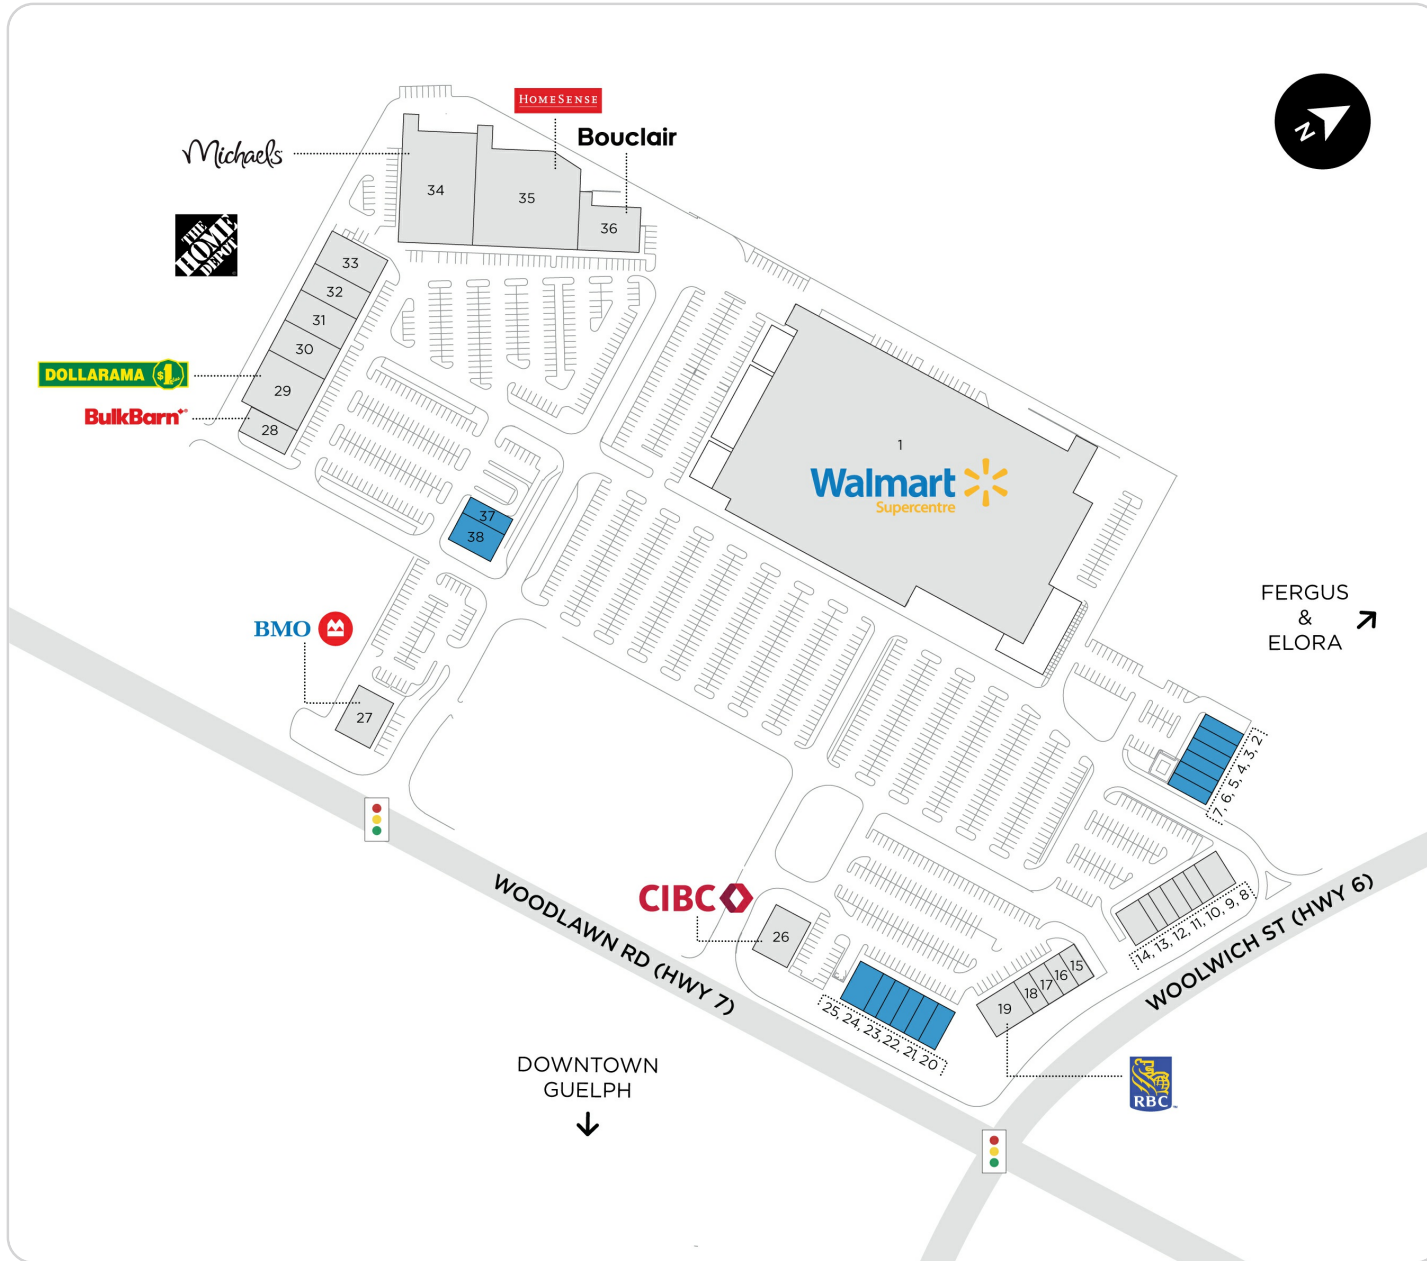 HOMESENSE
Bouclair
Michaels
N
THE
HOME
DEPOT
34
35
36
33
32
31
30
29
28
DOLLARAMA $1
BulkBarn
1
Walmart
Supercentre
37
38
FERGUS
&
ELORA
BMO
27
7, 6, 5, 4, 3, 2
14, 13, 12, 11, 10, 9, 8
CIBC
26
WOODLAWN RD (HWY 7)
WOOLWICH ST (HWY 6)
25, 24, 23, 22, 21, 20
19
18
17
16
15
DOWNTOWN
GUELPH
RBC